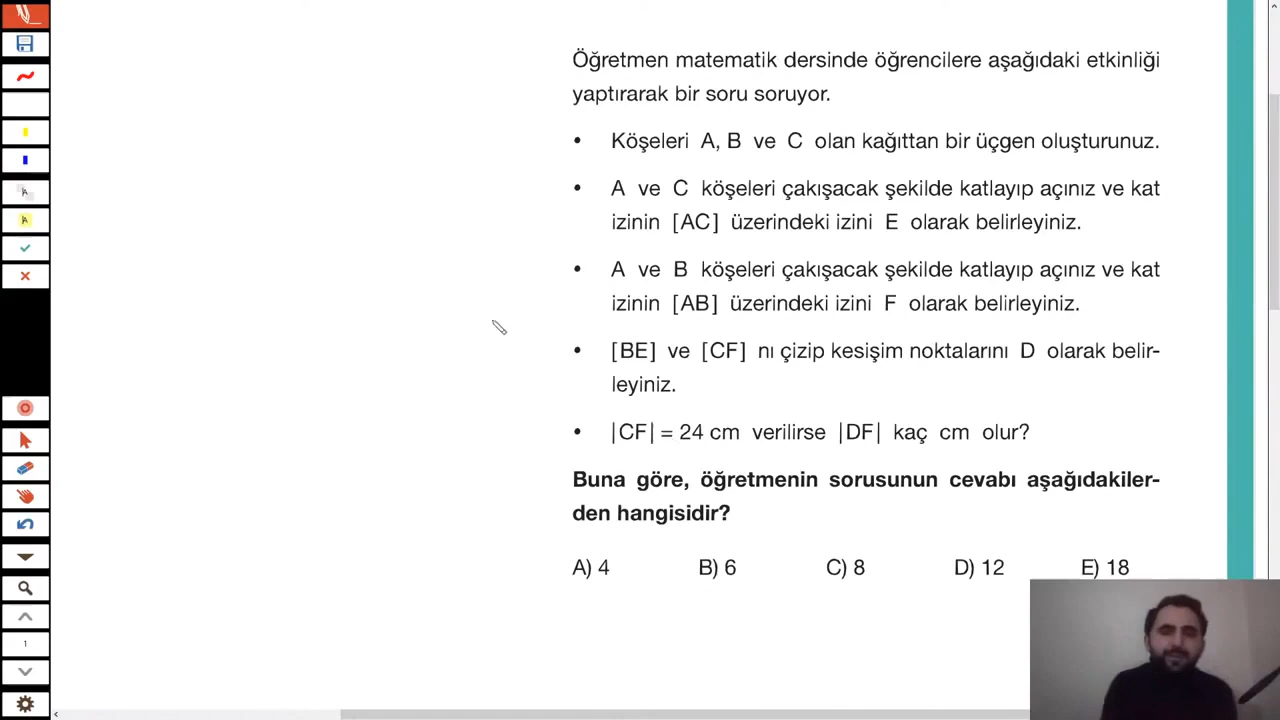 Öğretmen matematik dersinde öğrencilere aşağıdaki etkinliği
yaptırarak bir soru soruyor.
• Köşeleri A, B ve C olan kağıttan bir üçgen oluşturunuz.
• A ve C köşeleri çakışacak şekilde katlayıp açınız ve kat
izinin [AC] üzerindeki izini E olarak belirleyiniz.
• A ve B köşeleri çakışacak şekilde katlayıp açınız ve kat
izinin [AB] üzerindeki izini F olarak belirleyiniz.
• [BE] ve [CF] nı çizip kesişim noktalarını D olarak belir-
leyiniz.
• |CF| = 24 cm verilirse |DF| kaç cm olur?
Buna göre, öğretmenin sorusunun cevabı aşağıdakiler-
den hangisidir?
A) 4 B) 6 C) 8 D) 12 E) 18
A
A
1